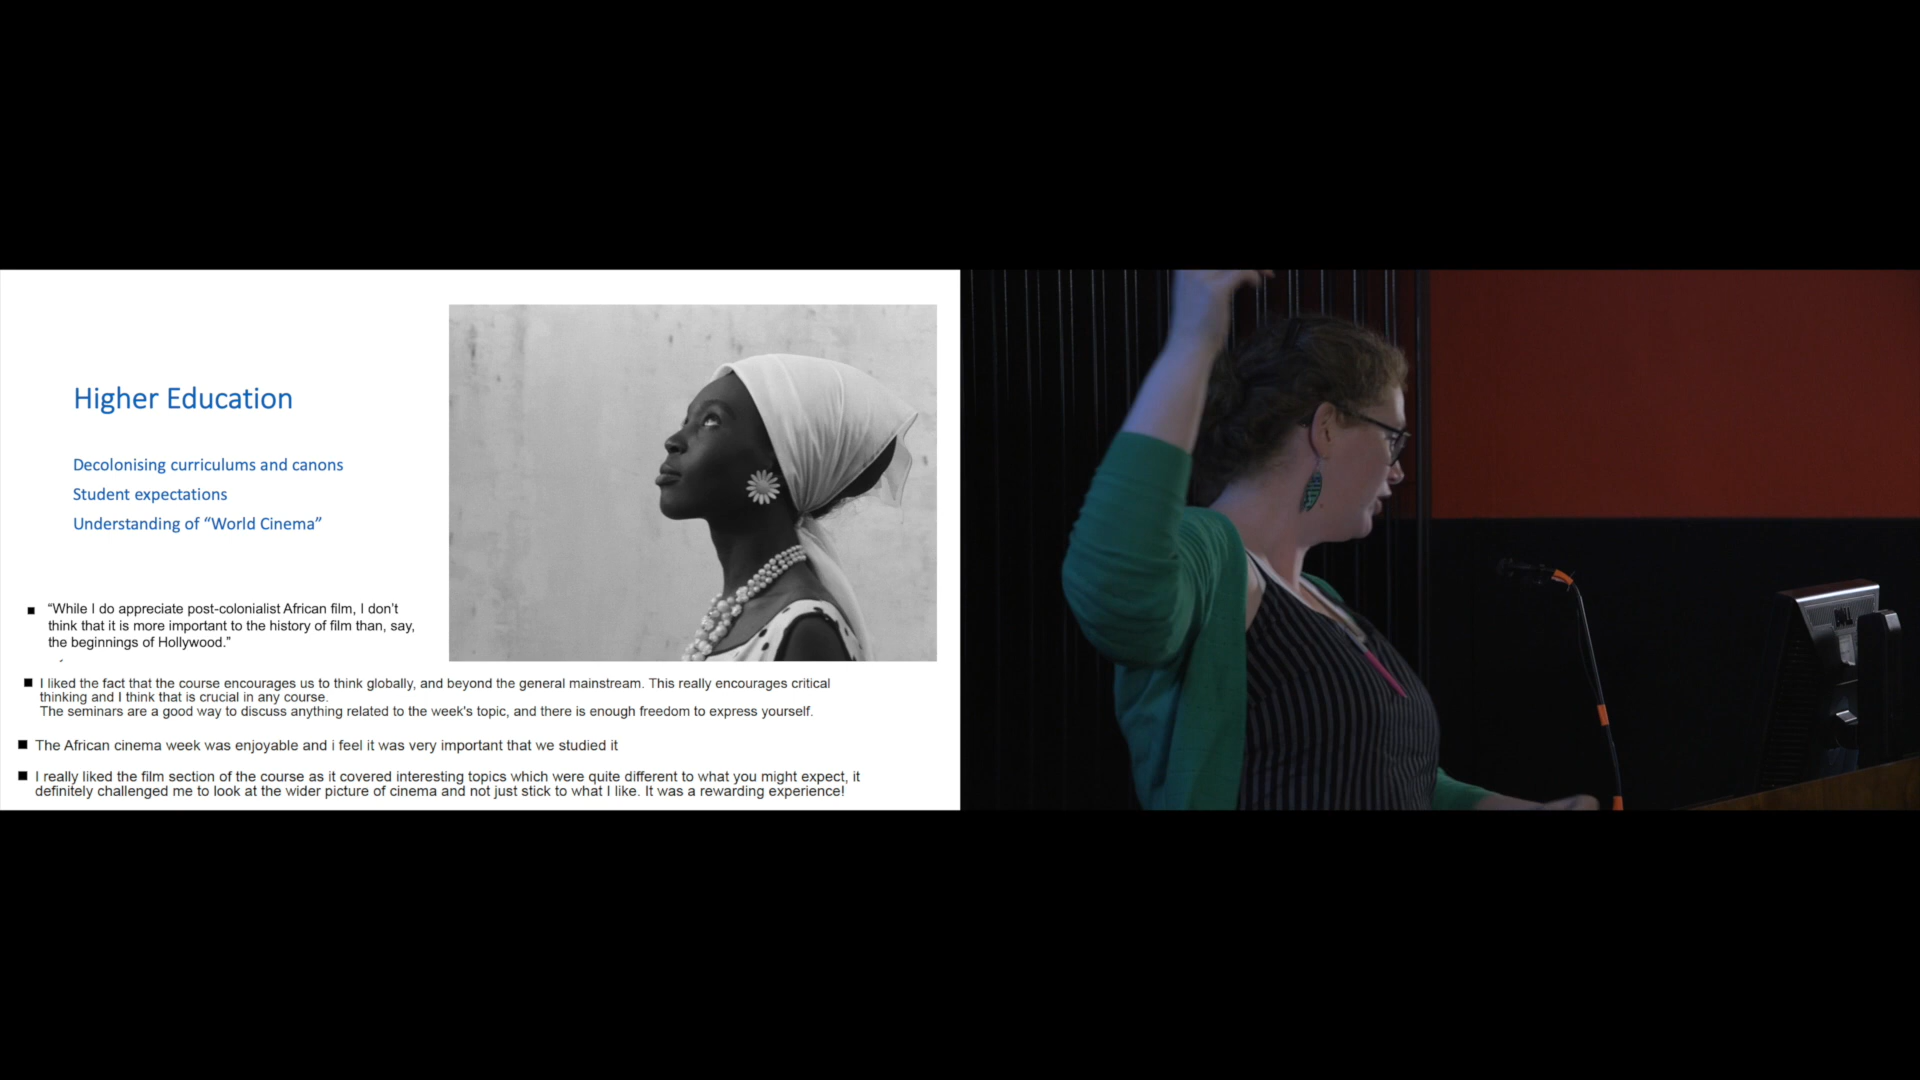 Higher Education
Decolonising curriculums and canons
Student expectations
Understanding of “World Cinema”
“While I do appreciate post-colonialist African film, I don’t
think that it is more important to the history of film than, say,
the beginnings of Hollywood.”
I liked the fact that the course encourages us to think globally, and beyond the general mainstream. This really encourages critical
thinking and I think that is crucial in any course.
The seminars are a good way to discuss anything related to the week's topic, and there is enough freedom to express yourself.
The African cinema week was enjoyable and i feel it was very important that we studied it
I really liked the film section of the course as it covered interesting topics which were quite different to what you might expect, it
definitely challenged me to look at the wider picture of cinema and not just stick to what I like. It was a rewarding experience!